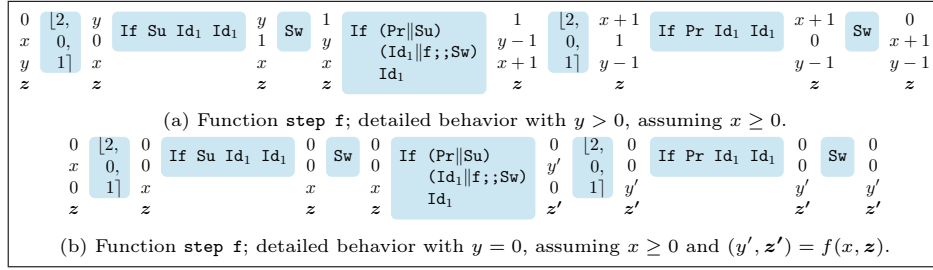 0 ⌊2, y If Su Id₁ Id₁ y Sw 1 If (Pr‖Su) 1 ⌊2, x + 1 If Pr Id₁ Id₁ x + 1 Sw 0
x 0, 0 1 y (Id₁‖f;;Sw) y − 1 0, 1 0 x + 1
y 1⌉ x x x Id₁ x + 1 1⌉ y − 1 y − 1 y − 1
z z z z z z z z
(a) Function step f; detailed behavior with y > 0, assuming x ≥ 0.
0 ⌊2, 0 If Su Id₁ Id₁ 0 Sw 0 If (Pr‖Su) 0 ⌊2, 0 If Pr Id₁ Id₁ 0 Sw 0
x 0, 0 0 0 (Id₁‖f;;Sw) y′ 0, 0 0 0
0 1⌉ x x x Id₁ 0 1⌉ y′ y′ y′
z z z z z′ z′ z′ z′
(b) Function step f; detailed behavior with y = 0, assuming x ≥ 0 and (y′, z′) = f(x, z).